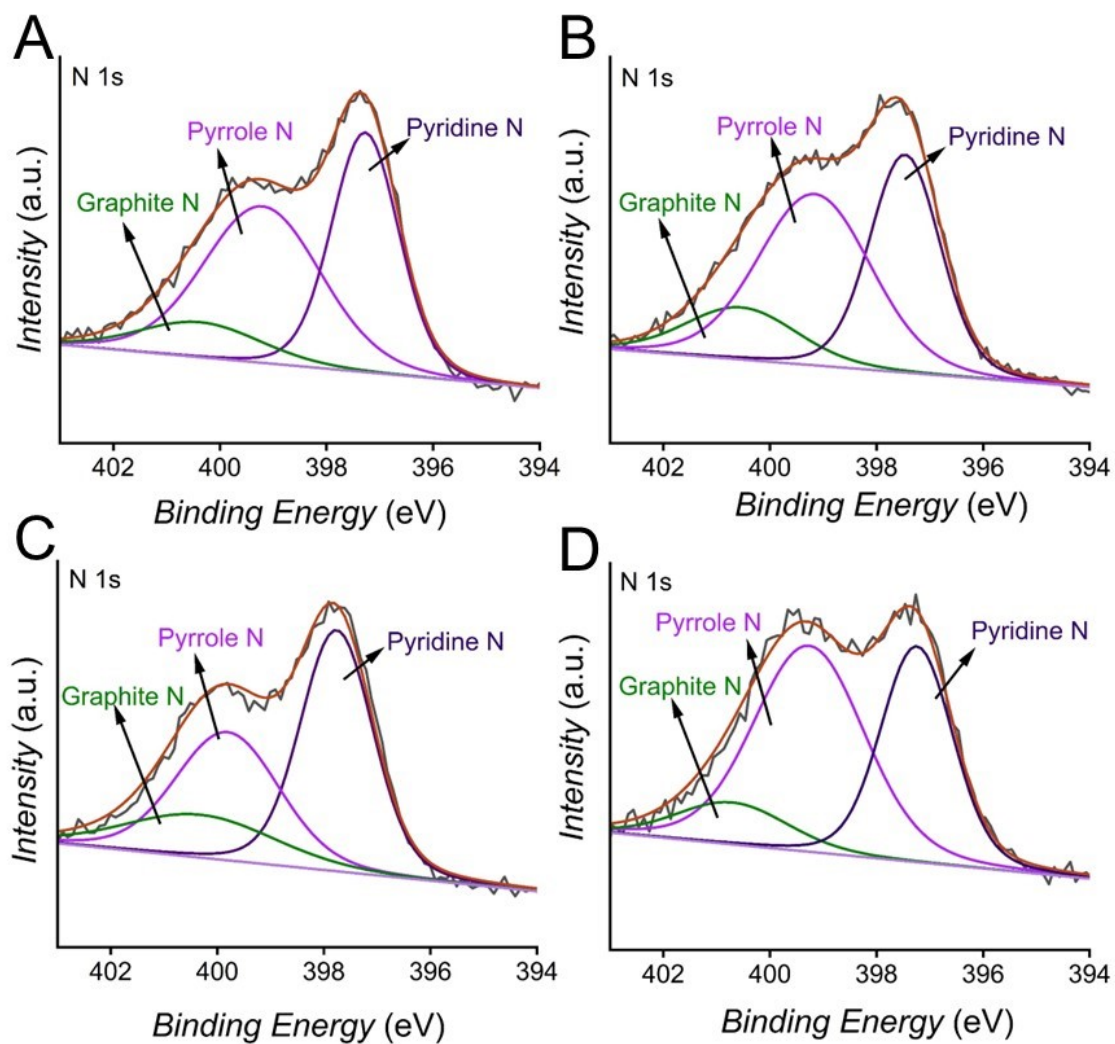 A
N 1s
Pyrrole N
Pyridine N
Graphite N
Intensity (a.u.)
402 400 398 396 394
Binding Energy (eV)
B
N 1s
Pyrrole N
Pyridine N
Graphite N
Intensity (a.u.)
402 400 398 396 394
Binding Energy (eV)
C
N 1s
Pyrrole N
Pyridine N
Graphite N
Intensity (a.u.)
402 400 398 396 394
Binding Energy (eV)
D
N 1s
Pyrrole N
Pyridine N
Graphite N
Intensity (a.u.)
402 400 398 396 394
Binding Energy (eV)